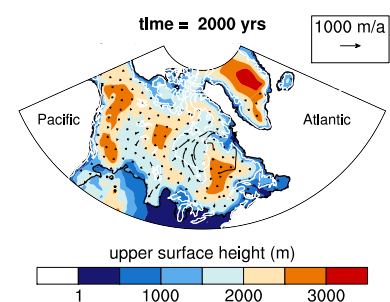 tIme = 2000 yrs
1000 m/a
Pacific
Atlantic
upper surface height (m)
1 1000 2000 3000